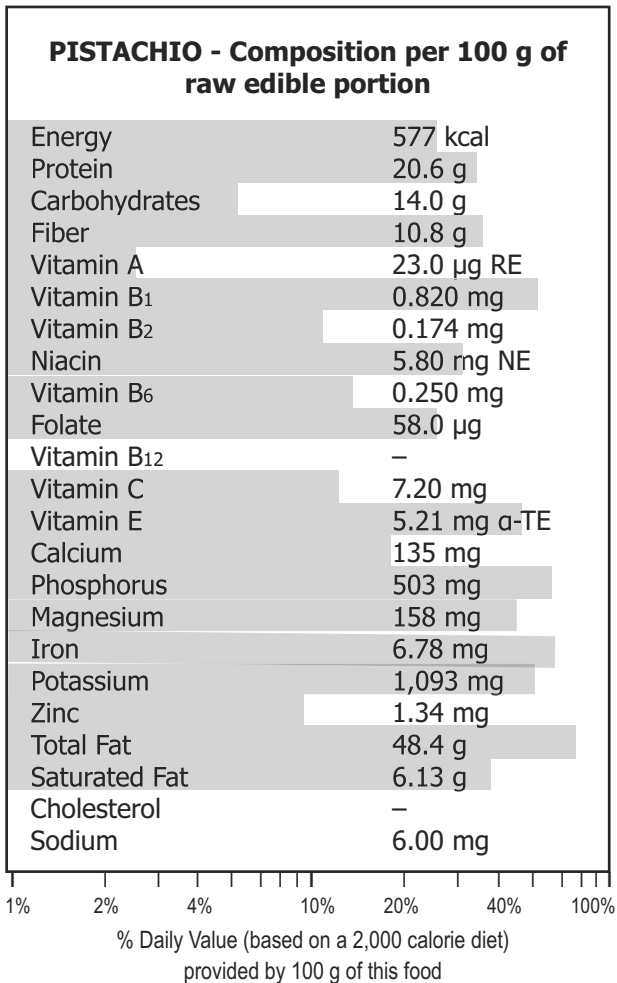 PISTACHIO - Composition per 100 g of
raw edible portion
Energy 577 kcal
Protein 20.6 g
Carbohydrates 14.0 g
Fiber 10.8 g
Vitamin A 23.0 µg RE
Vitamin B1 0.820 mg
Vitamin B2 0.174 mg
Niacin 5.80 mg NE
Vitamin B6 0.250 mg
Folate 58.0 µg
Vitamin B12 –
Vitamin C 7.20 mg
Vitamin E 5.21 mg α-TE
Calcium 135 mg
Phosphorus 503 mg
Magnesium 158 mg
Iron 6.78 mg
Potassium 1,093 mg
Zinc 1.34 mg
Total Fat 48.4 g
Saturated Fat 6.13 g
Cholesterol –
Sodium 6.00 mg
1% 2% 4% 10% 20% 40% 100%
% Daily Value (based on a 2,000 calorie diet)
provided by 100 g of this food